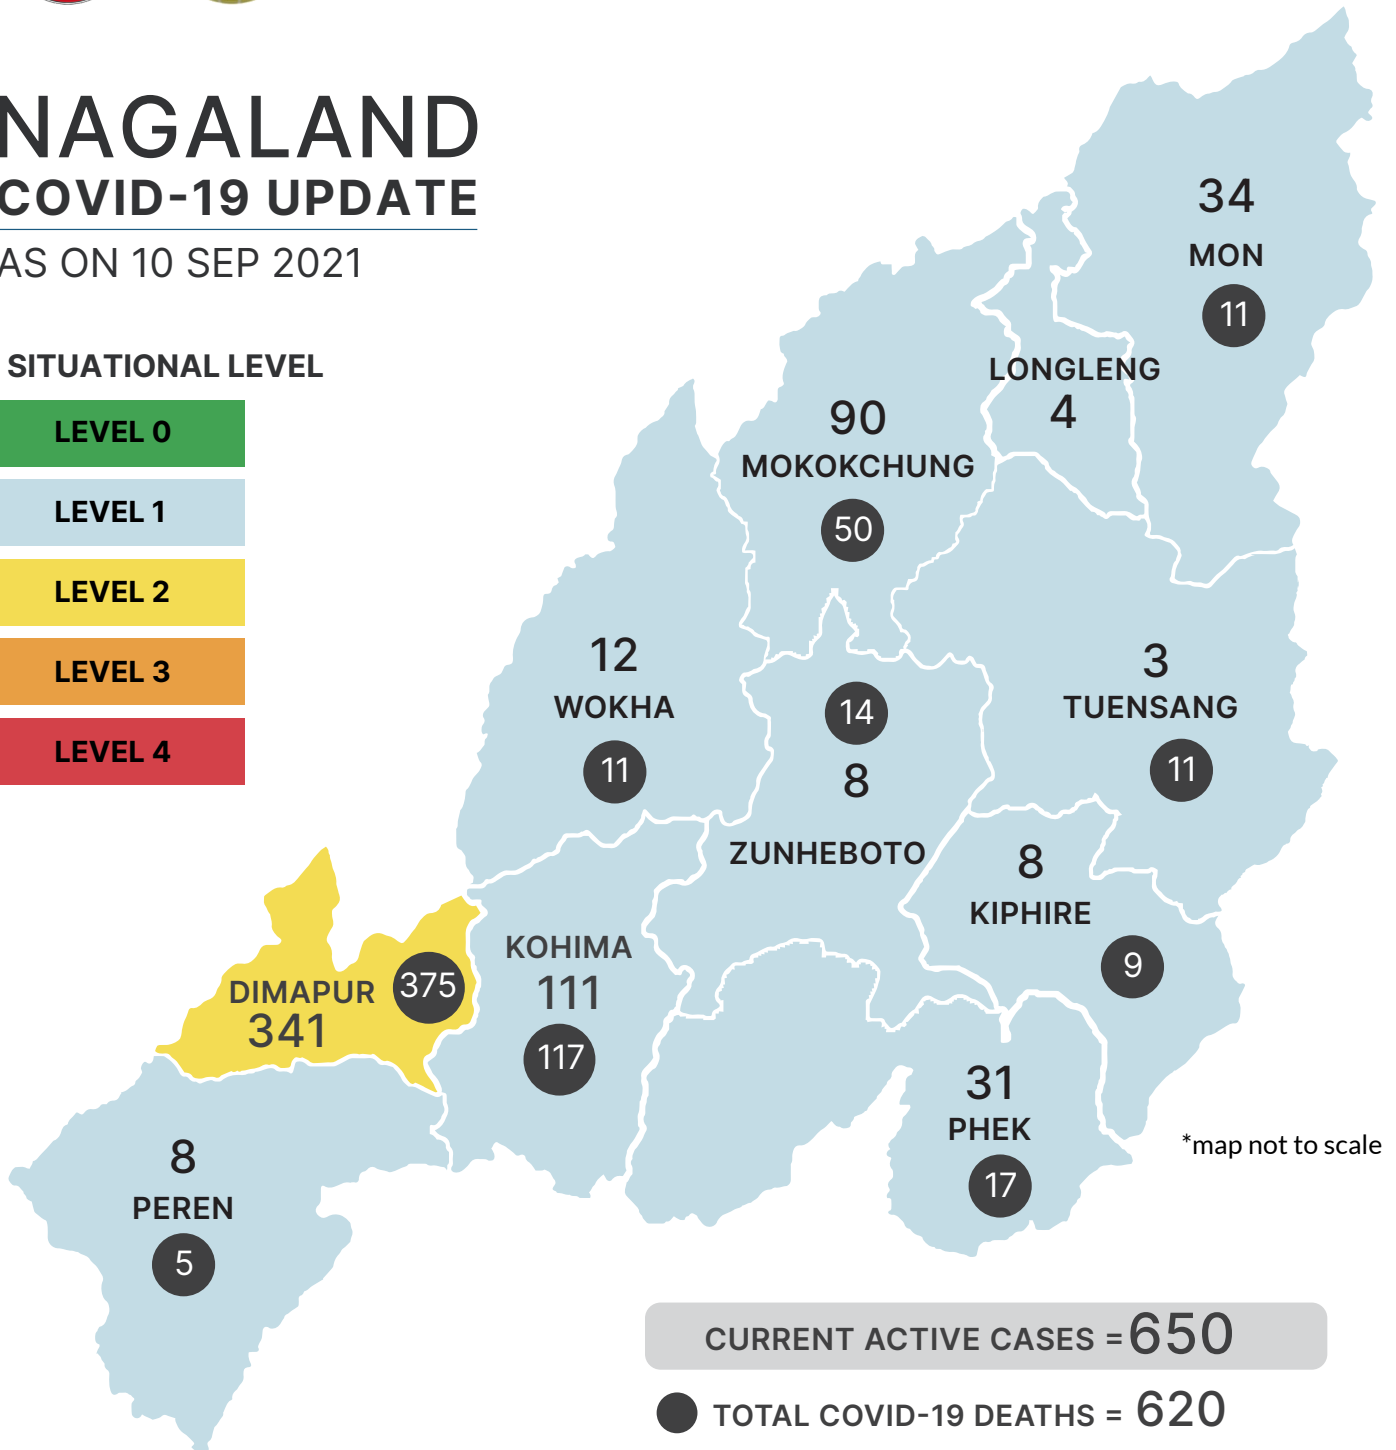 NAGALAND
COVID-19 UPDATE
AS ON 10 SEP 2021
SITUATIONAL LEVEL
LEVEL 0
LEVEL 1
LEVEL 2
LEVEL 3
LEVEL 4
34
MON
11
LONGLENG
4
90
MOKOKCHUNG
50
12
WOKHA
11
14
8
ZUNHEBOTO
3
TUENSANG
11
8
KIPHIRE
9
DIMAPUR
341
375
KOHIMA
111
117
31
PHEK
17
8
PEREN
5
*map not to scale
CURRENT ACTIVE CASES = 650
TOTAL COVID-19 DEATHS = 620